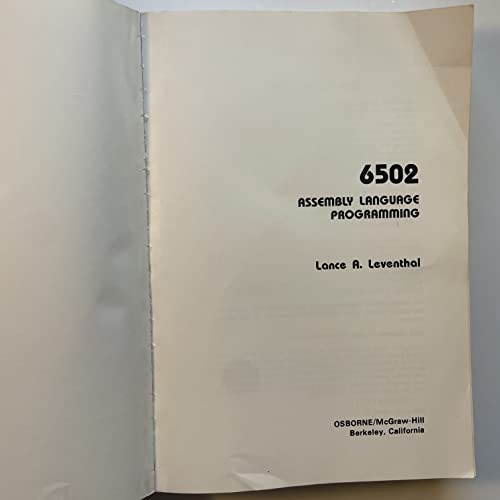 6502
ASSEMBLY LANGUAGE
PROGRAMMING
Lance A. Leventhal
OSBORNE/McGraw-Hill
Berkeley, California